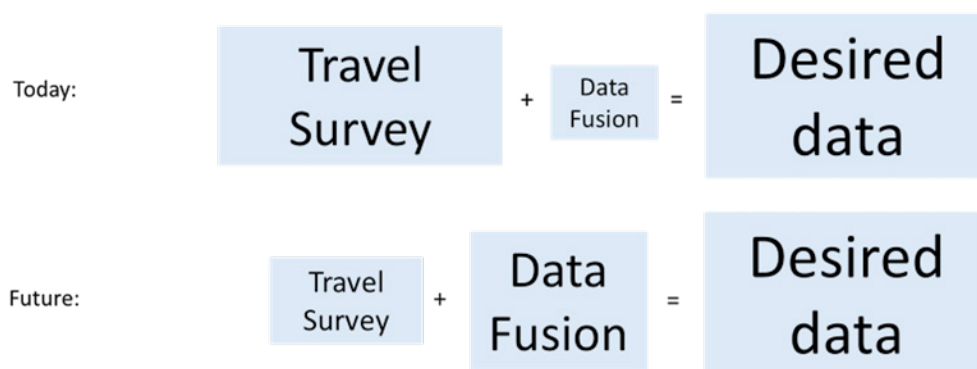 Today:
Travel
Survey
+
Data
Fusion
=
Desired
data
Future:
Travel
Survey
+
Data
Fusion
=
Desired
data